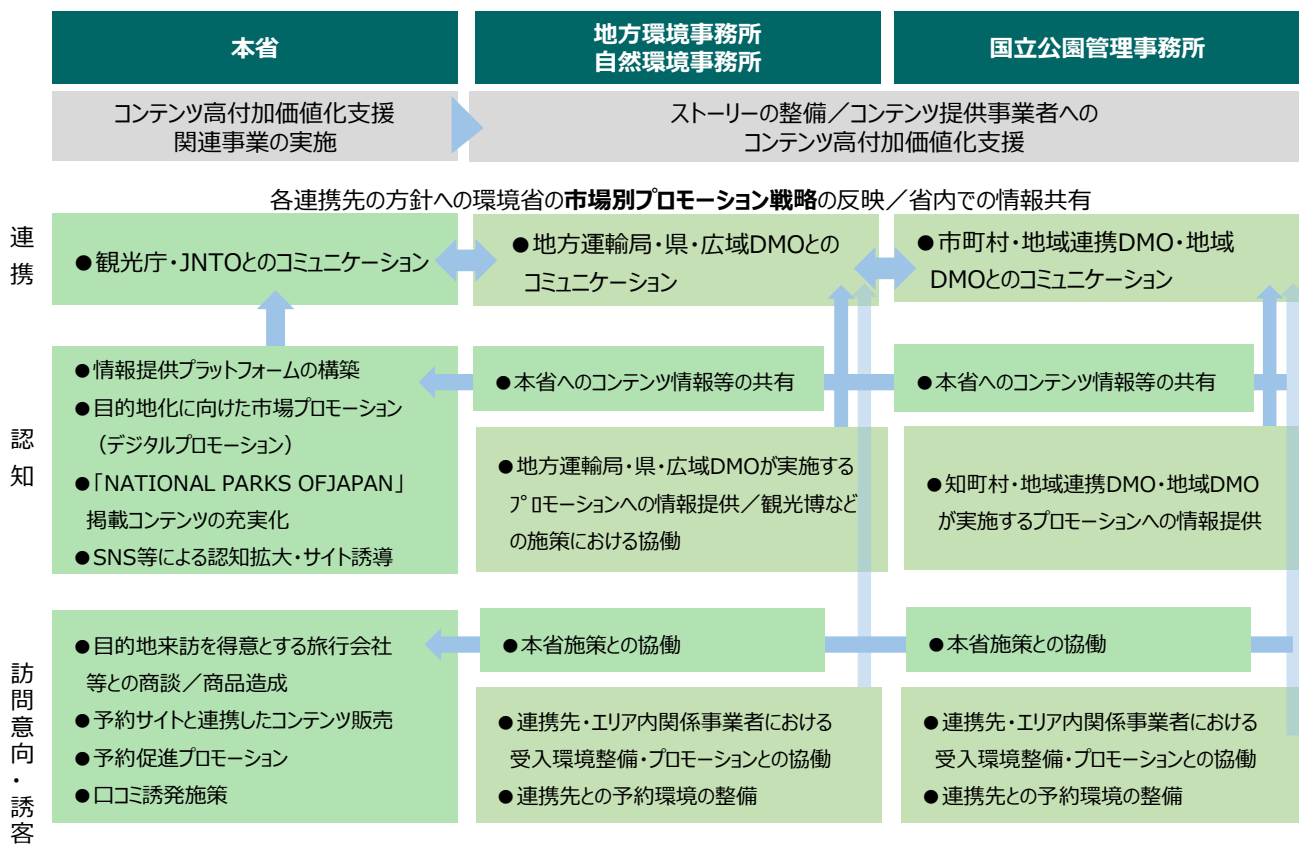 本省
地方環境事務所
自然環境事務所
国立公園管理事務所
コンテンツ高付加価値化支援
関連事業の実施
ストーリーの整備／コンテンツ提供事業者への
コンテンツ高付加価値化支援
各連携先の方針への環境省の市場別プロモーション戦略の反映／省内での情報共有
連携
●観光庁・JNTOとのコミュニケーション
●地方運輸局・県・広域DMOとの
コミュニケーション
●市町村・地域連携DMO・地域
DMOとのコミュニケーション
認知
●情報提供プラットフォームの構築
●目的地化に向けた市場プロモーション
（デジタルプロモーション）
●「NATIONAL PARKS OFJAPAN」
掲載コンテンツの充実化
●SNS等による認知拡大・サイト誘導
●本省へのコンテンツ情報等の共有
●地方運輸局・県・広域DMOが実施する
プロモーションへの情報提供／観光博など
の施策における協働
●本省へのコンテンツ情報等の共有
●知町村・地域連携DMO・地域DMO
が実施するプロモーションへの情報提供
訪問意向・誘客
●目的地来訪を得意とする旅行会社
等との商談／商品造成
●予約サイトと連携したコンテンツ販売
●予約促進プロモーション
●口コミ誘発施策
●本省施策との協働
●連携先・エリア内関係事業者における
受入環境整備・プロモーションとの協働
●連携先との予約環境の整備
●本省施策との協働
●連携先・エリア内関係事業者における
受入環境整備・プロモーションとの協働
●連携先との予約環境の整備